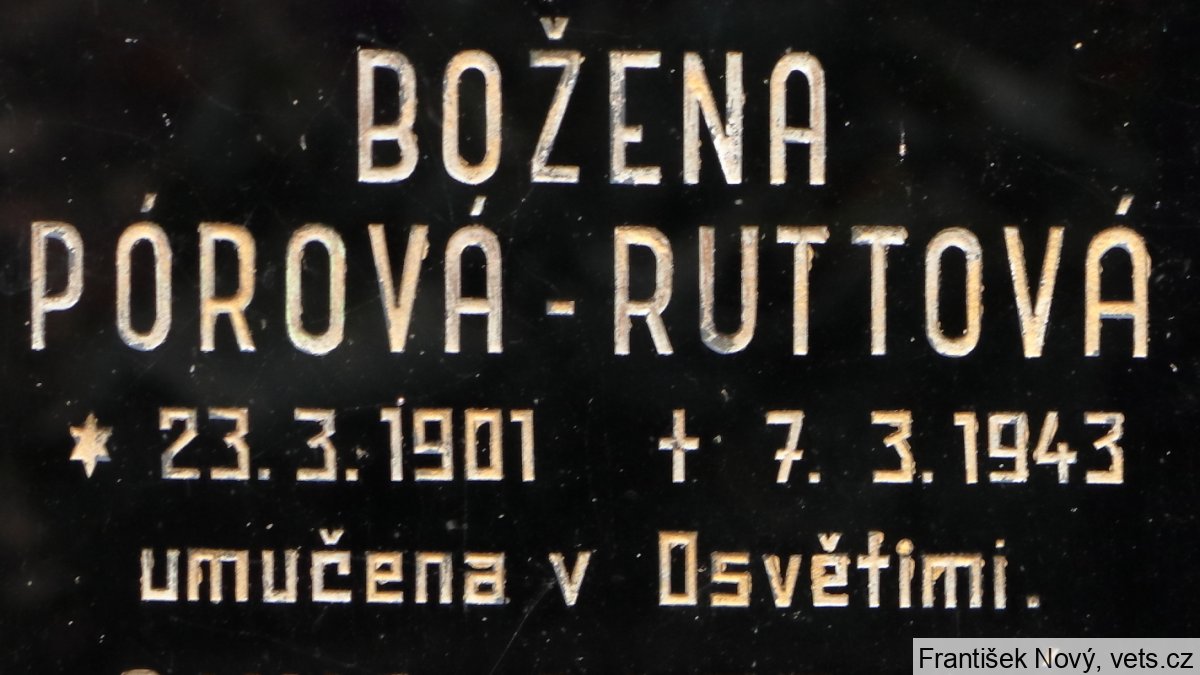 BOŽENA
PÓROVÁ - RUTTOVÁ
* 23. 3. 1901 † 7. 3. 1943
umučena v Osvětimi.
František Nový, vets.cz